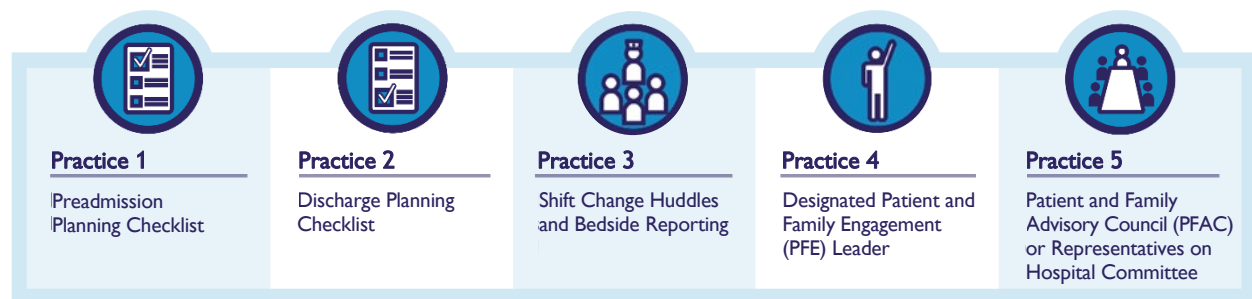 Practice 1
Preadmission
Planning Checklist
Practice 2
Discharge Planning
Checklist
Practice 3
Shift Change Huddles
and Bedside Reporting
Practice 4
Designated Patient and
Family Engagement
(PFE) Leader
Practice 5
Patient and Family
Advisory Council (PFAC)
or Representatives on
Hospital Committee